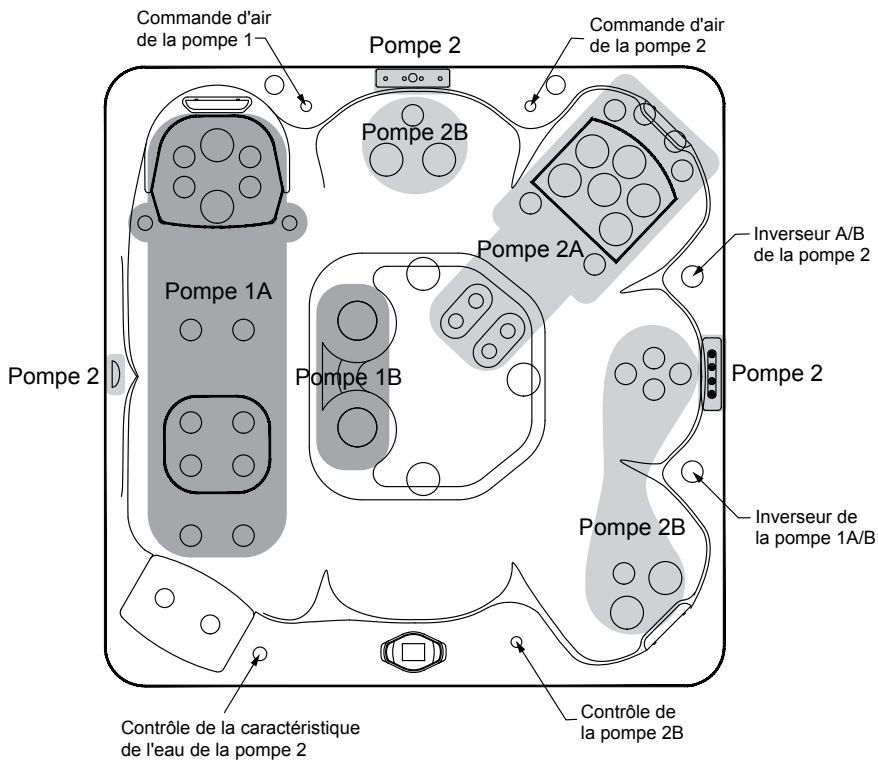 Commande d'air
de la pompe 1
Pompe 2
Commande d'air
de la pompe 2
Pompe 2B
Pompe 2A
Inverseur A/B
de la pompe 2
Pompe 1A
Pompe 2
Pompe 1B
Pompe 2
Pompe 2B
Inverseur de
la pompe 1A/B
Contrôle de la caractéristique
de l'eau de la pompe 2
Contrôle de
la pompe 2B